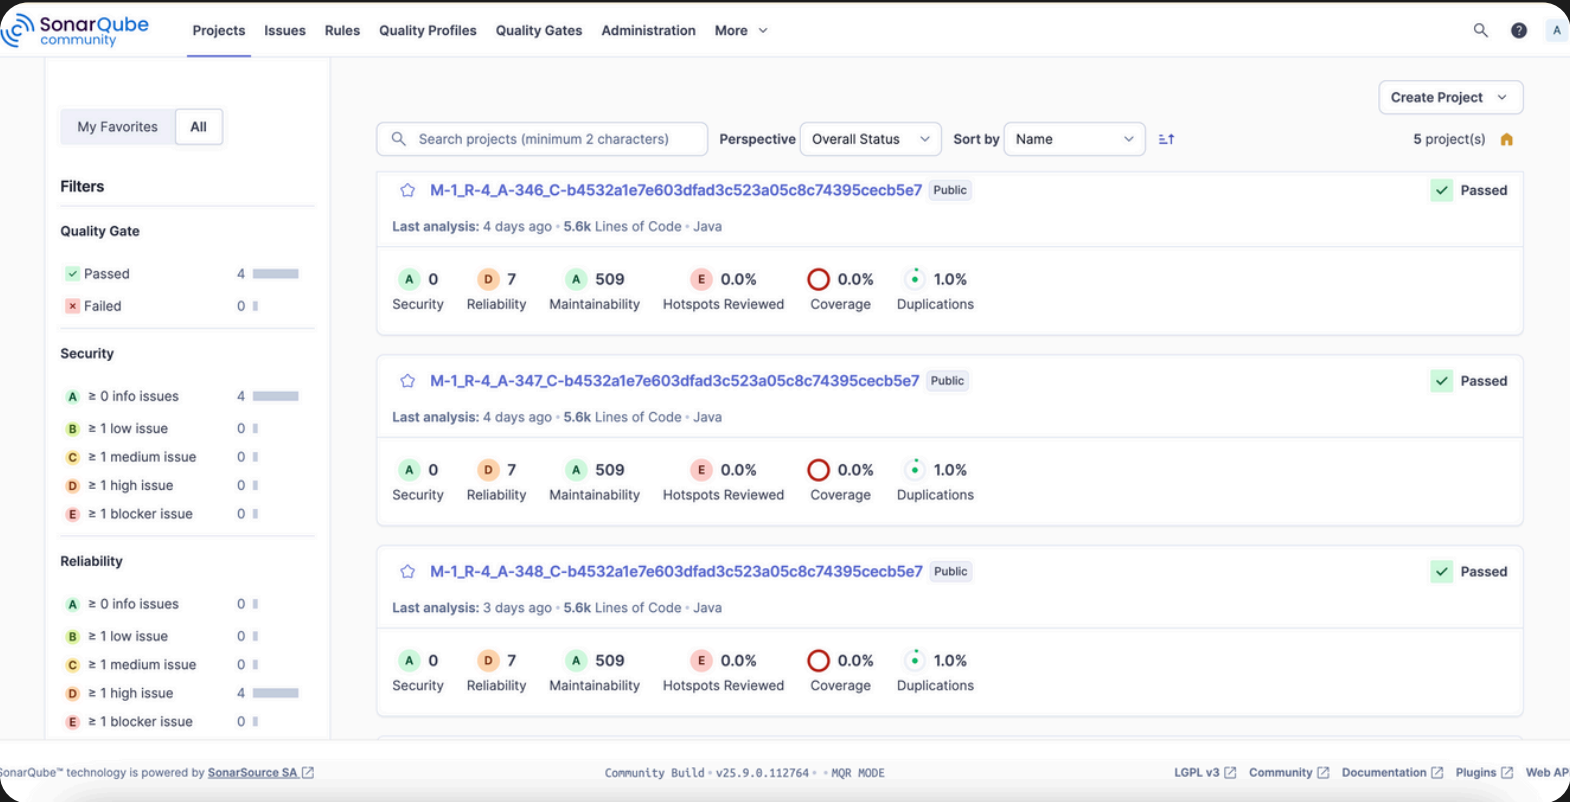 SonarQube community
Projects Issues Rules Quality Profiles Quality Gates Administration More
? A
My Favorites All
Filters
Quality Gate
Passed 4
Failed 0
Security
A ≥ 0 info issues 4
B ≥ 1 low issue 0
C ≥ 1 medium issue 0
D ≥ 1 high issue 0
E ≥ 1 blocker issue 0
Reliability
A ≥ 0 info issues 0
B ≥ 1 low issue 0
C ≥ 1 medium issue 0
D ≥ 1 high issue 4
E ≥ 1 blocker issue 0
Create Project
Search projects (minimum 2 characters) Perspective Overall Status Sort by Name 5 project(s)
M-1_R-4_A-346_C-b4532a1e7e603dfad3c523a05c8c74395cecb5e7 Public Passed
Last analysis: 4 days ago • 5.6k Lines of Code • Java
A 0 D 7 A 509 E 0.0% 0.0% 1.0%
Security Reliability Maintainability Hotspots Reviewed Coverage Duplications
M-1_R-4_A-347_C-b4532a1e7e603dfad3c523a05c8c74395cecb5e7 Public Passed
Last analysis: 4 days ago • 5.6k Lines of Code • Java
A 0 D 7 A 509 E 0.0% 0.0% 1.0%
Security Reliability Maintainability Hotspots Reviewed Coverage Duplications
M-1_R-4_A-348_C-b4532a1e7e603dfad3c523a05c8c74395cecb5e7 Public Passed
Last analysis: 3 days ago • 5.6k Lines of Code • Java
A 0 D 7 A 509 E 0.0% 0.0% 1.0%
Security Reliability Maintainability Hotspots Reviewed Coverage Duplications
SonarQube™ technology is powered by SonarSource SA Community Build • v25.9.0.112764 • • MQR MODE LGPL v3 Community Documentation Plugins Web AP